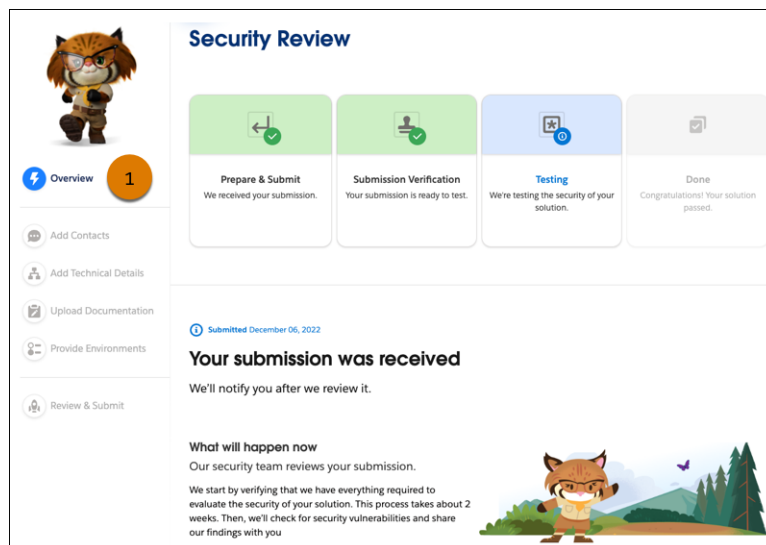 Security Review
Prepare & Submit
We received your submission.
Submission Verification
Your submission is ready to test.
Testing
We're testing the security of your
solution.
Done
Congratulations! Your solution
passed.
Overview
1
Add Contacts
Add Technical Details
Upload Documentation
Provide Environments
Review & Submit
Submitted December 06, 2022
Your submission was received
We'll notify you after we review it.
What will happen now
Our security team reviews your submission.
We start by verifying that we have everything required to
evaluate the security of your solution. This process takes about 2
weeks. Then, we'll check for security vulnerabilities and share
our findings with you